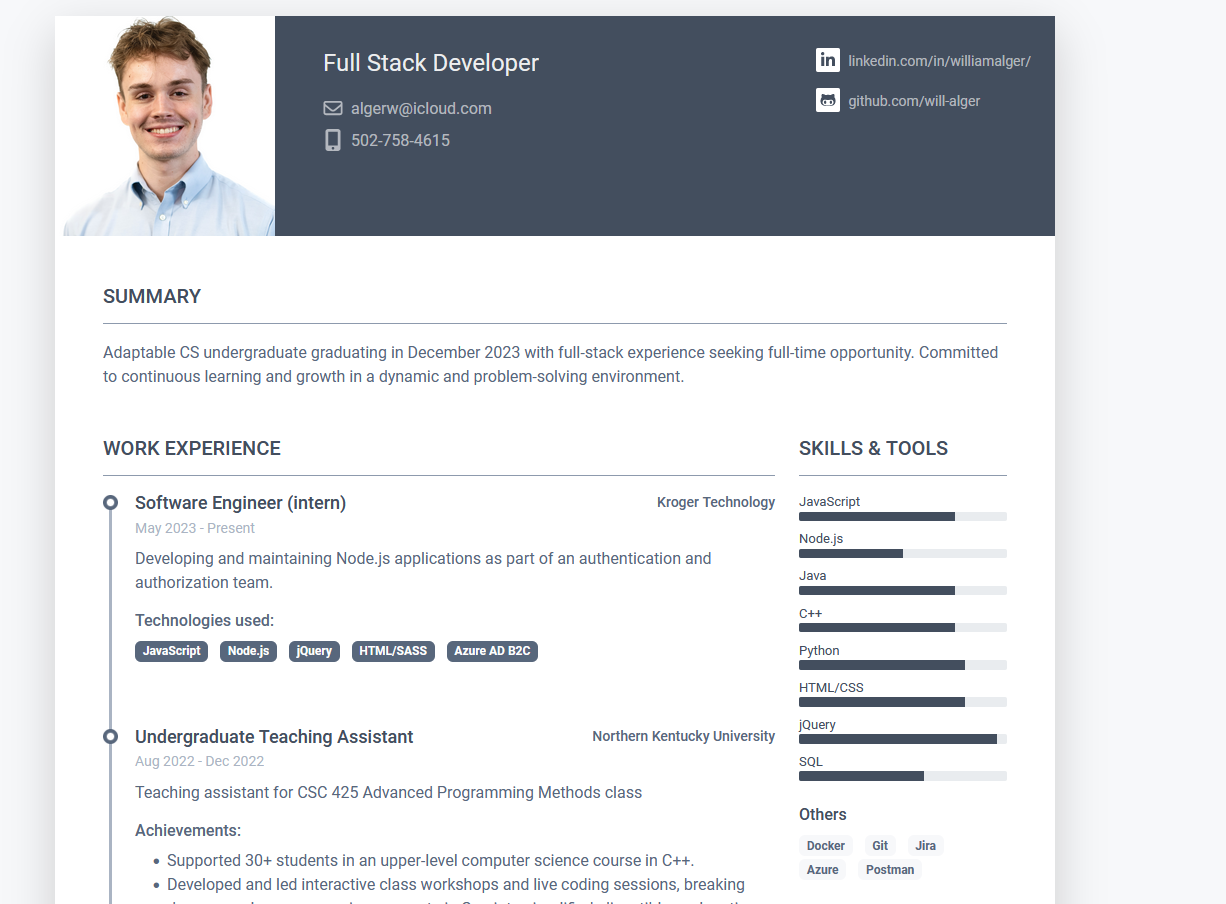 Full Stack Developer
algerw@icloud.com
502-758-4615
linkedin.com/in/williamalger/
github.com/will-alger
SUMMARY
Adaptable CS undergraduate graduating in December 2023 with full-stack experience seeking full-time opportunity. Committed
to continuous learning and growth in a dynamic and problem-solving environment.
WORK EXPERIENCE
Software Engineer (intern)
Kroger Technology
May 2023 - Present
Developing and maintaining Node.js applications as part of an authentication and
authorization team.
Technologies used:
JavaScript Node.js jQuery HTML/SASS Azure AD B2C
Undergraduate Teaching Assistant
Northern Kentucky University
Aug 2022 - Dec 2022
Teaching assistant for CSC 425 Advanced Programming Methods class
Achievements:
Supported 30+ students in an upper-level computer science course in C++.
Developed and led interactive class workshops and live coding sessions, breaking
SKILLS & TOOLS
JavaScript
Node.js
Java
C++
Python
HTML/CSS
jQuery
SQL
Others
Docker Git Jira
Azure Postman